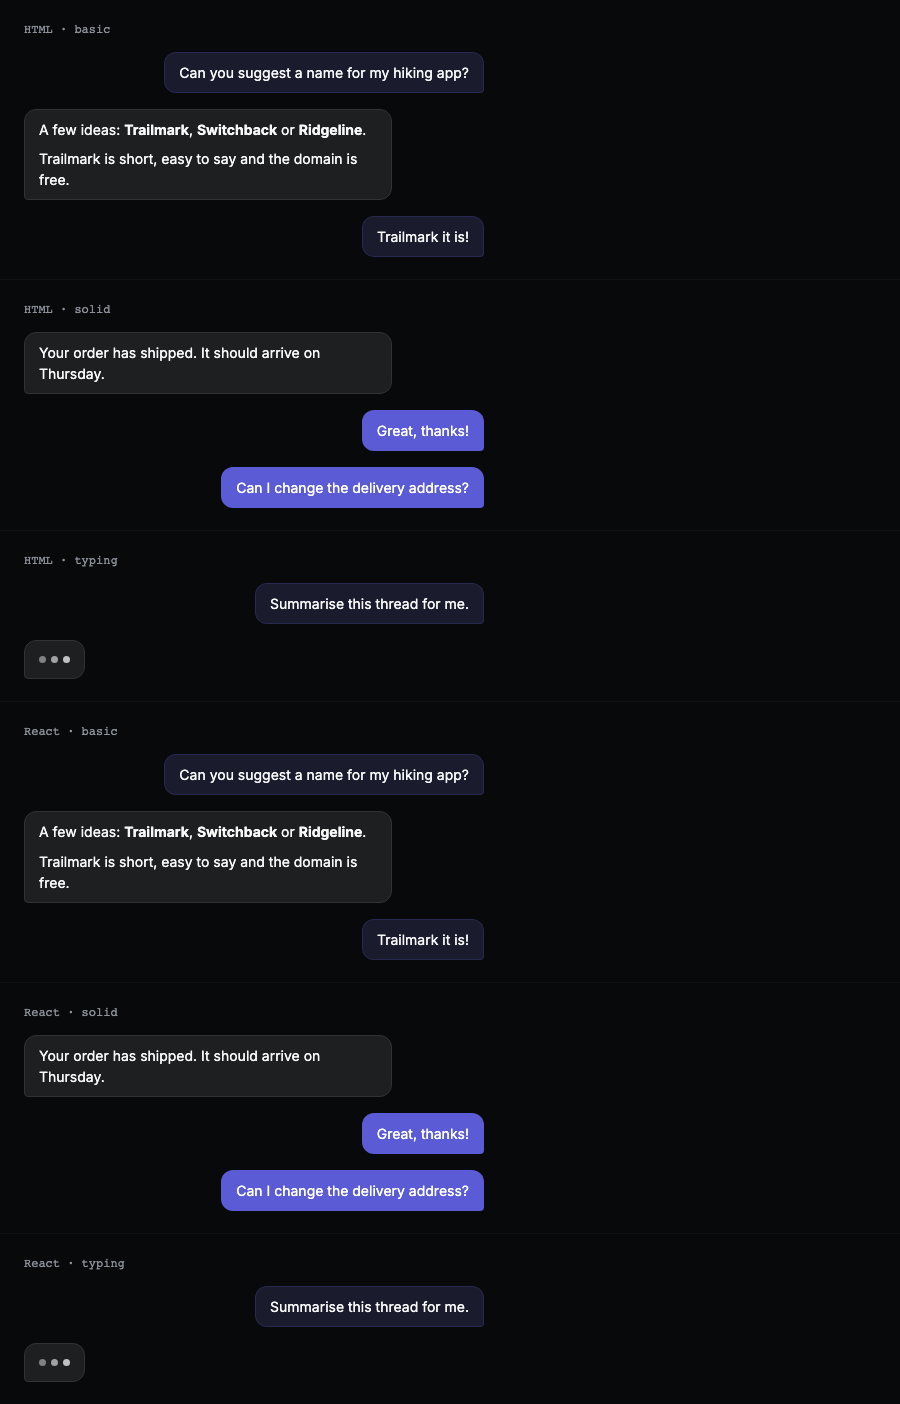 HTML · basic
Can you suggest a name for my hiking app?
A few ideas: Trailmark, Switchback or Ridgeline.
Trailmark is short, easy to say and the domain is
free.
Trailmark it is!
HTML · solid
Your order has shipped. It should arrive on
Thursday.
Great, thanks!
Can I change the delivery address?
HTML · typing
Summarise this thread for me.
React · basic
Can you suggest a name for my hiking app?
A few ideas: Trailmark, Switchback or Ridgeline.
Trailmark is short, easy to say and the domain is
free.
Trailmark it is!
React · solid
Your order has shipped. It should arrive on
Thursday.
Great, thanks!
Can I change the delivery address?
React · typing
Summarise this thread for me.